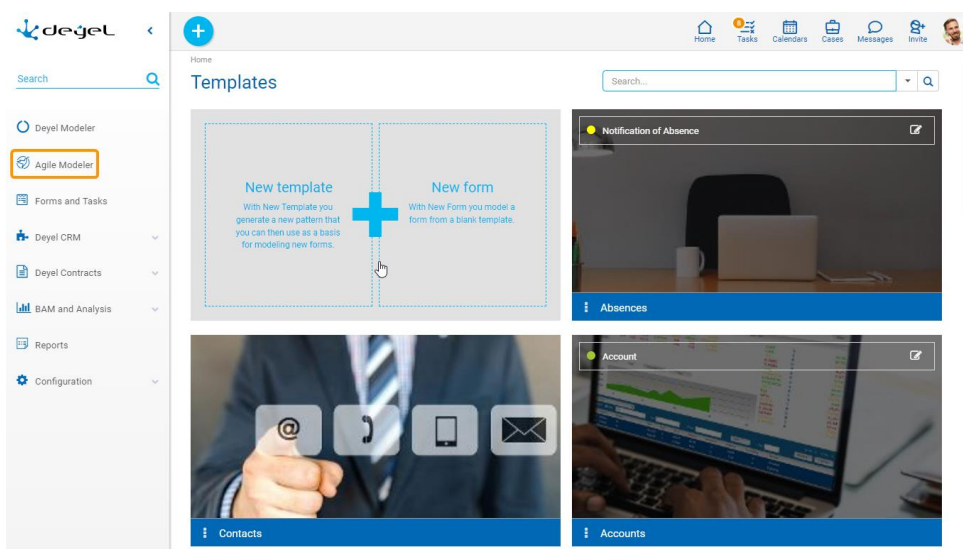 deyel
8
Home
Tasks
Calendars
Cases
Messages
Invite
Search
Home
Templates
Search...
Deyel Modeler
Agile Modeler
Forms and Tasks
Deyel CRM
Deyel Contracts
BAM and Analysis
Reports
Configuration
New template
With New Template you
generate a new pattern that
you can then use as a basis
for modeling new forms.
New form
With New Form you model a
form from a blank template.
Notification of Absence
Absences
@
Contacts
Account
Accounts